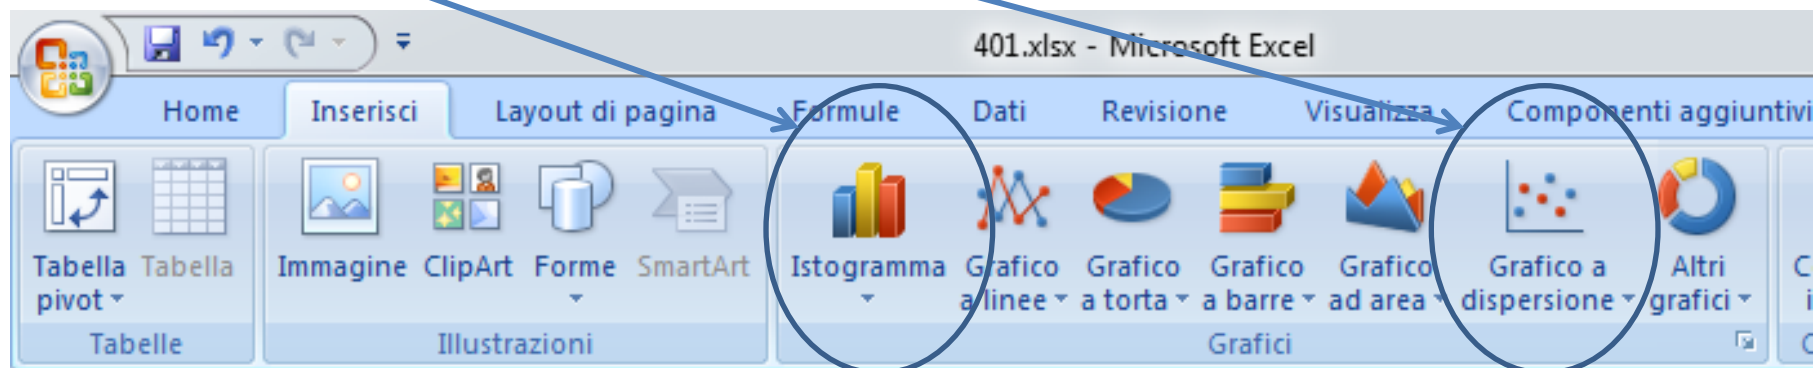 401.xlsx - Microsoft Excel
Home Inserisci Layout di pagina Formule Dati Revisione Visualizza Componenti aggiuntivi
Tabella Tabella Immagine ClipArt Forme SmartArt Istogramma Grafico Grafico Grafico Grafico Grafico a Altri
pivot a linee a torta a barre ad area dispersione grafici
Tabelle Illustrazioni Grafici